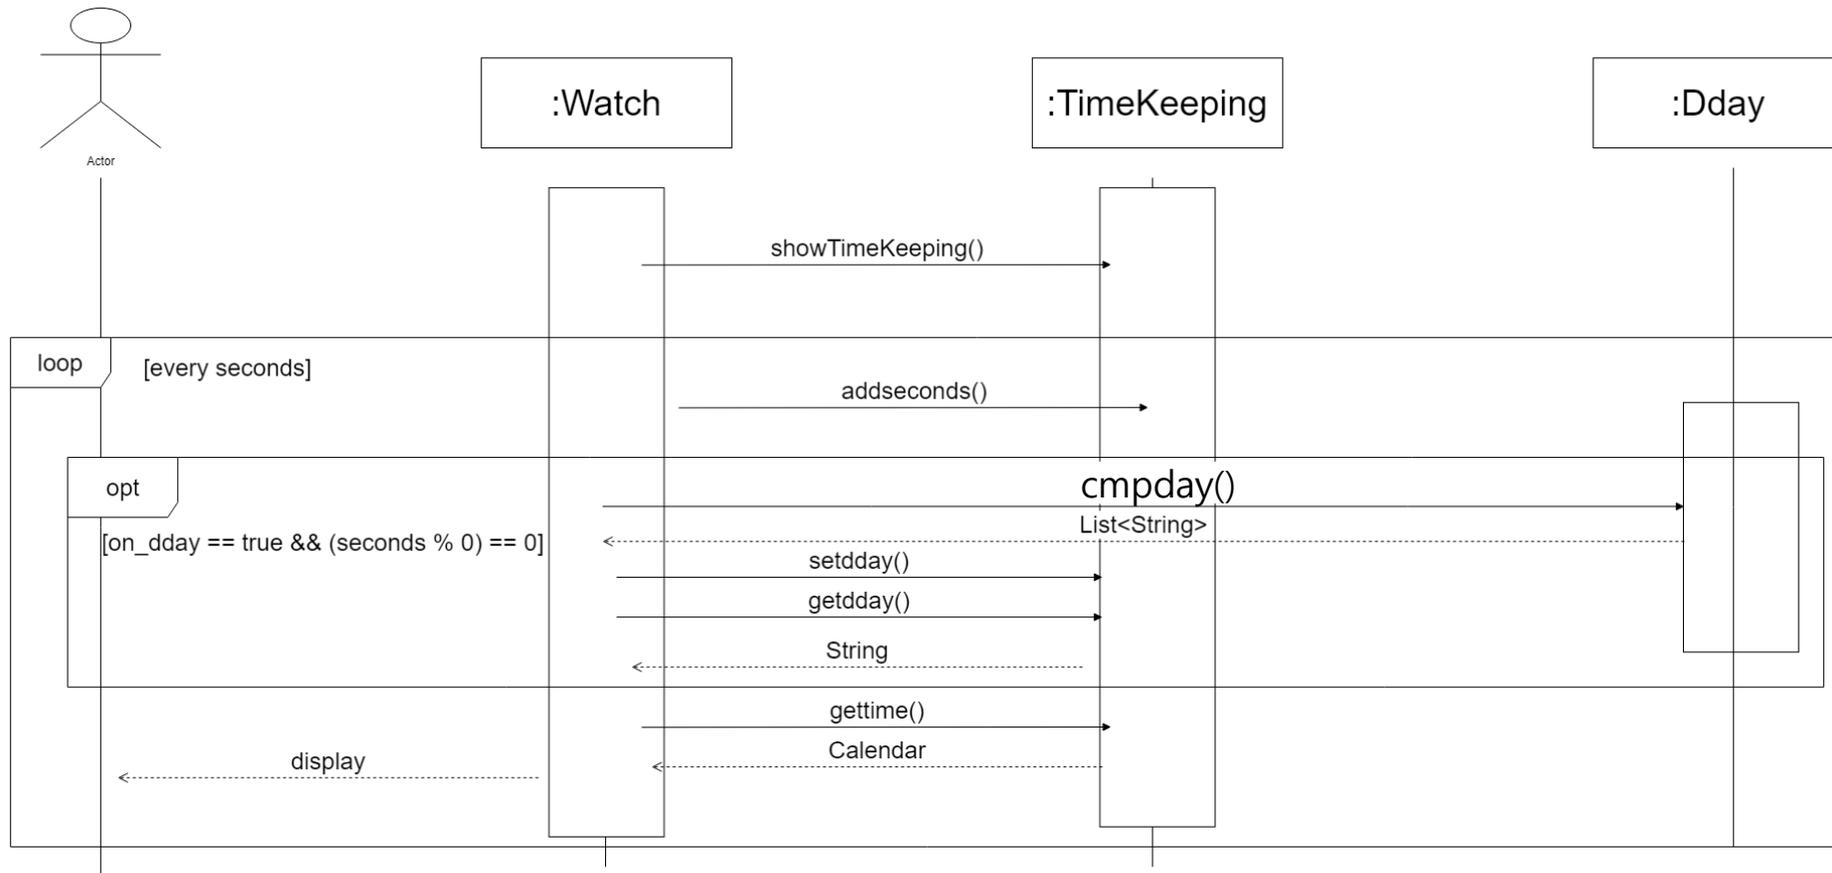 Actor
:Watch
:TimeKeeping
:Dday
showTimeKeeping()
loop
[every seconds]
addseconds()
opt
cmpday()
List<String>
[on_dday == true && (seconds % 0) == 0]
setdday()
getdday()
String
gettime()
Calendar
display